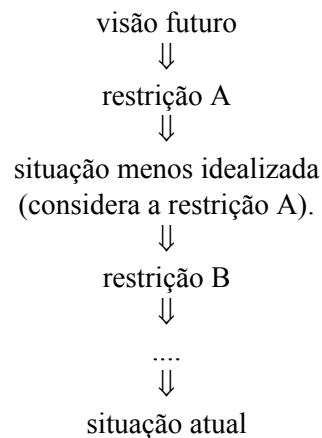 visão futuro
⇓
restrição A
⇓
situação menos idealizada
(considera a restrição A).
⇓
restrição B
⇓
....
⇓
situação atual